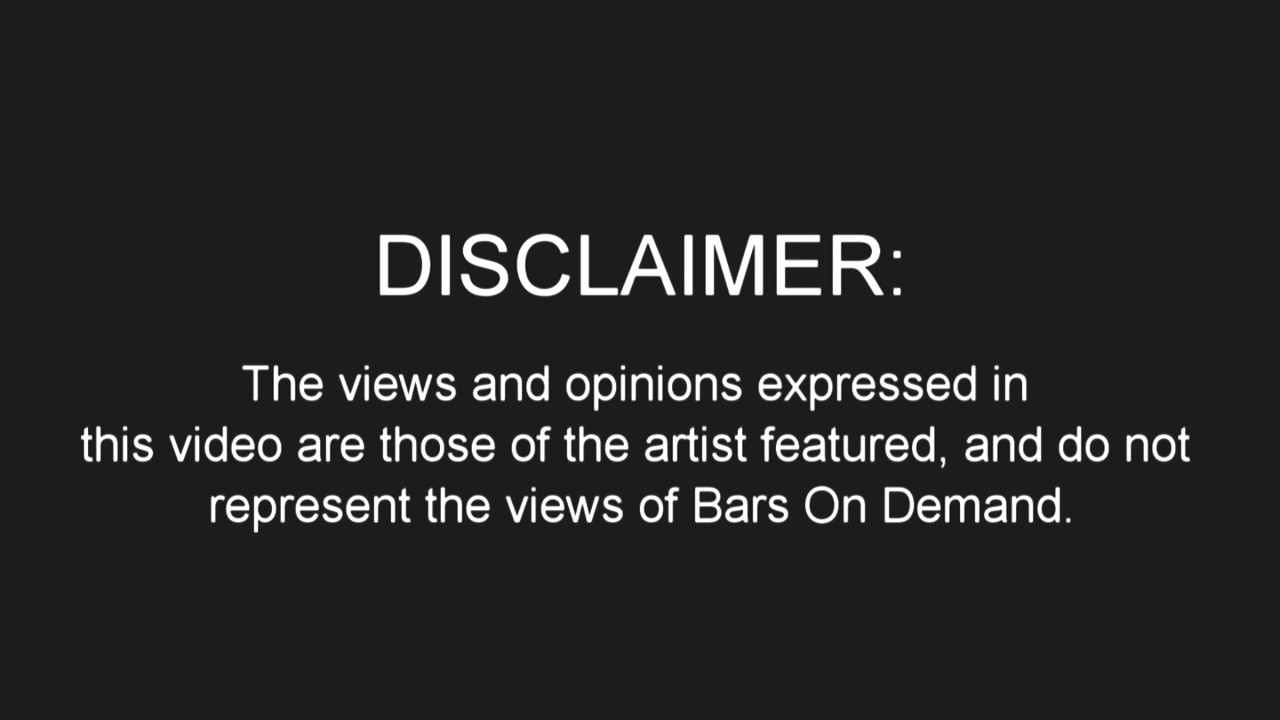 DISCLAIMER:
The views and opinions expressed in
this video are those of the artist featured, and do not
represent the views of Bars On Demand.